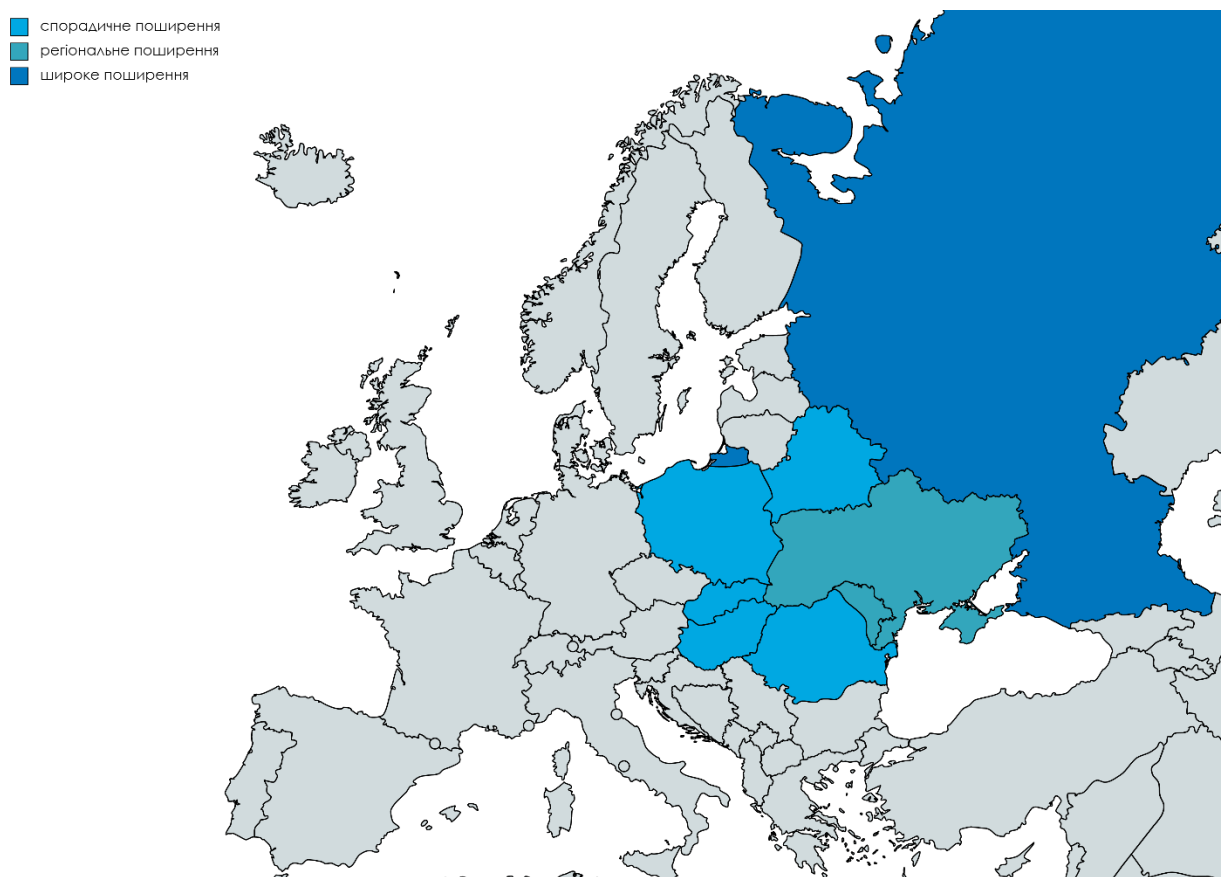 спорадичне поширення
регіональне поширення
широке поширення